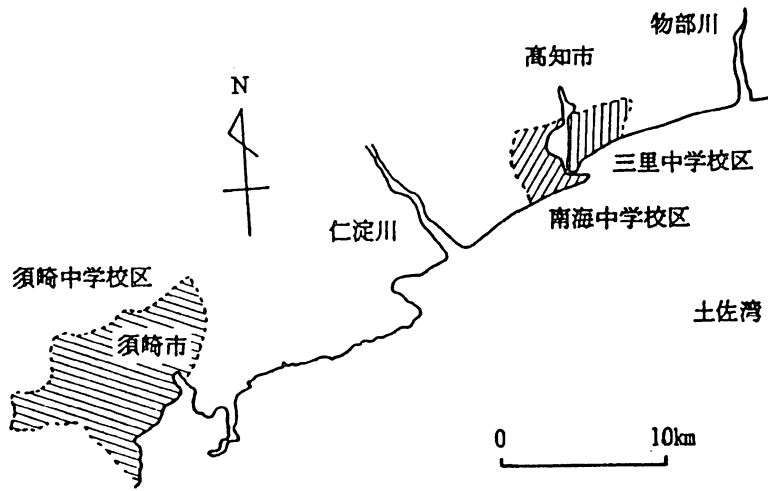 物部川
高知市
N
三里中学校区
南海中学校区
仁淀川
須崎中学校区
土佐湾
須崎市
0 10km